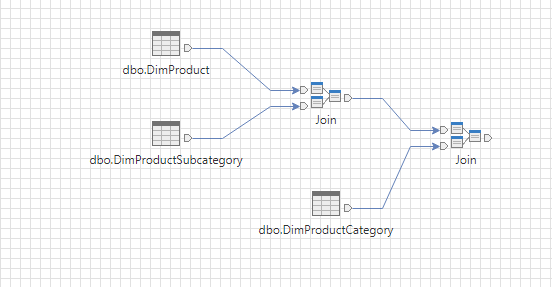 dbo.DimProduct
Join
dbo.DimProductSubcategory
Join
dbo.DimProductCategory